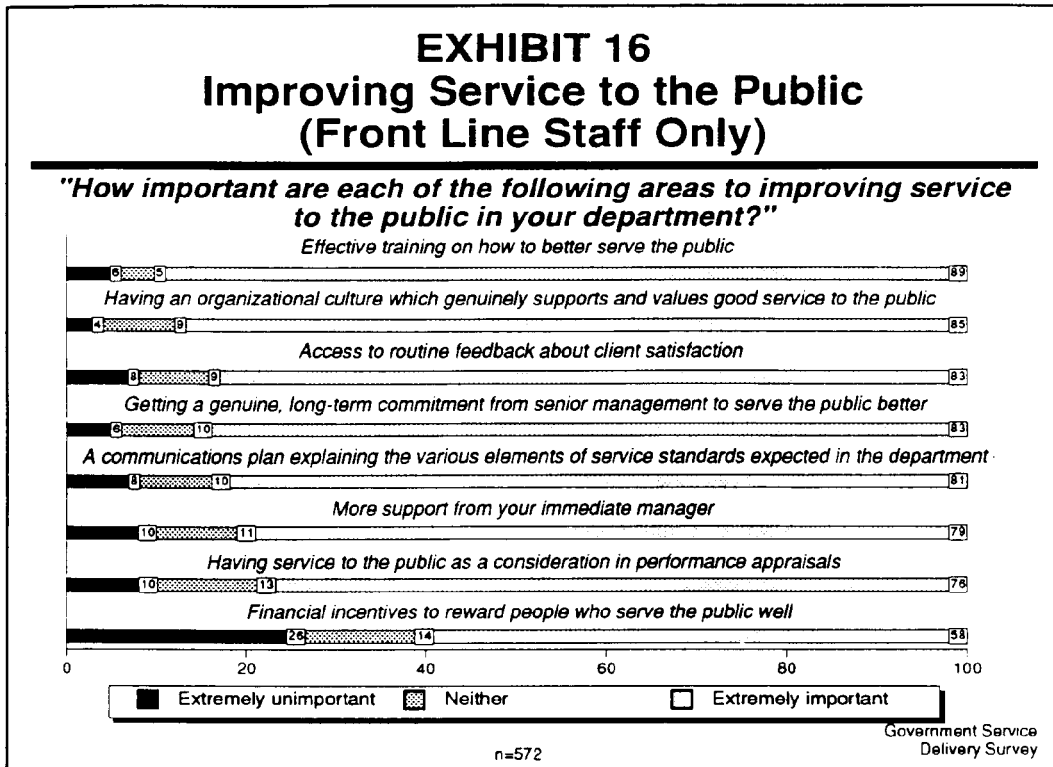 EXHIBIT 16
Improving Service to the Public
(Front Line Staff Only)
"How important are each of the following areas to improving service
to the public in your department?"
Effective training on how to better serve the public
6 5 89
Having an organizational culture which genuinely supports and values good service to the public
4 9 85
Access to routine feedback about client satisfaction
8 9 83
Getting a genuine, long-term commitment from senior management to serve the public better
6 10 83
A communications plan explaining the various elements of service standards expected in the department
8 10 81
More support from your immediate manager
10 11 79
Having service to the public as a consideration in performance appraisals
10 13 76
Financial incentives to reward people who serve the public well
26 14 58
0 20 40 60 80 100
Extremely unimportant Neither Extremely important
Government Service
Delivery Survey
n=572